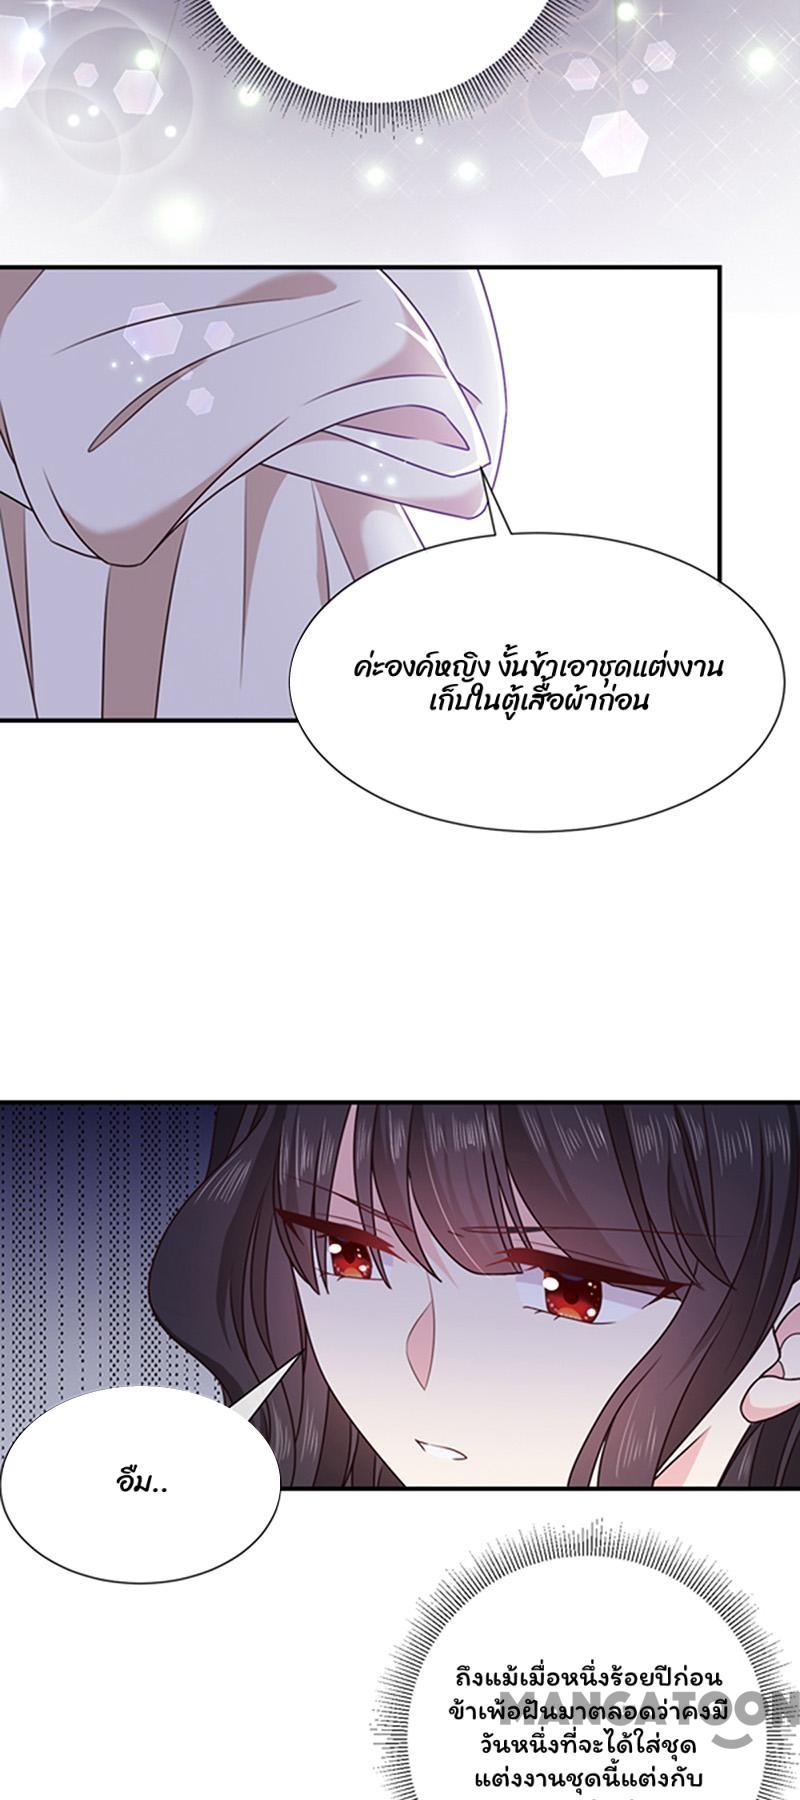 ค่ะองค์หญิง งั้นข้าเอาชุดแต่งงาน
เก็บในตู้เสื้อผ้าก่อน
อืม..
ถึงแม้เมื่อหนึ่งร้อยปีก่อน
ข้าเพ้อฝันมาตลอดว่าคงมี
วันหนึ่งที่จะได้ใส่ชุด
แต่งงานชุดนี้แต่งกับ
MANGATOON